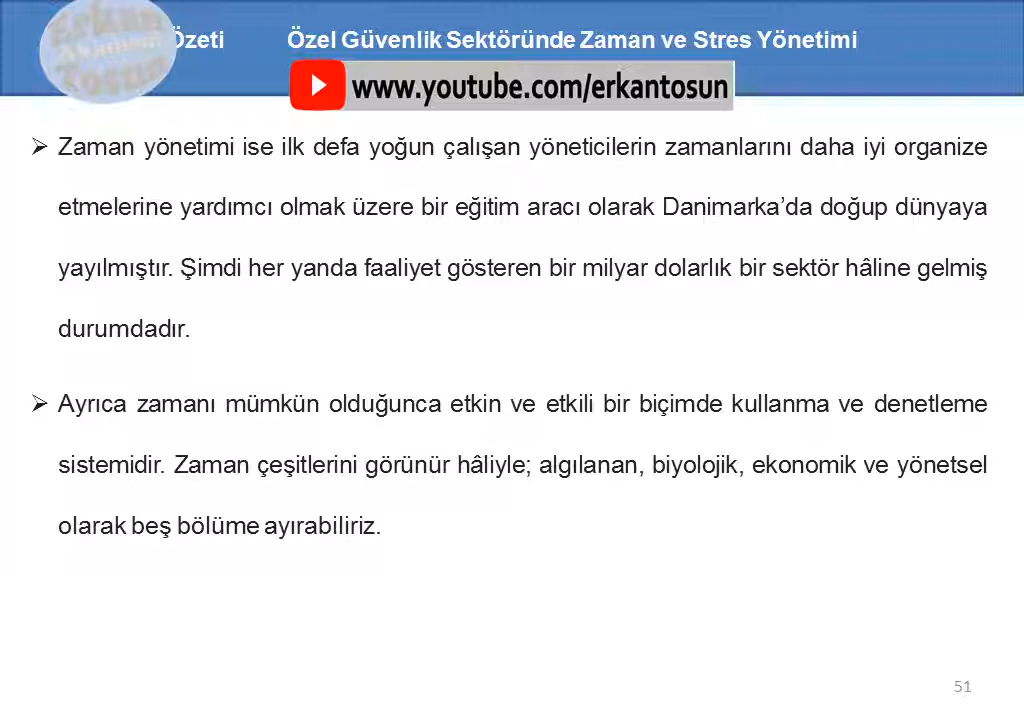 Erkan
Tosun
Özeti
Özel Güvenlik Sektöründe Zaman ve Stres Yönetimi
www.youtube.com/erkantosun
➢ Zaman yönetimi ise ilk defa yoğun çalışan yöneticilerin zamanlarını daha iyi organize
etmelerine yardımcı olmak üzere bir eğitim aracı olarak Danimarka’da doğup dünyaya
yayılmıştır. Şimdi her yanda faaliyet gösteren bir milyar dolarlık bir sektör hâline gelmiş
durumdadır.
➢ Ayrıca zamanı mümkün olduğunca etkin ve etkili bir biçimde kullanma ve denetleme
sistemidir. Zaman çeşitlerini görünür hâliyle; algılanan, biyolojik, ekonomik ve yönetsel
olarak beş bölüme ayırabiliriz.
51